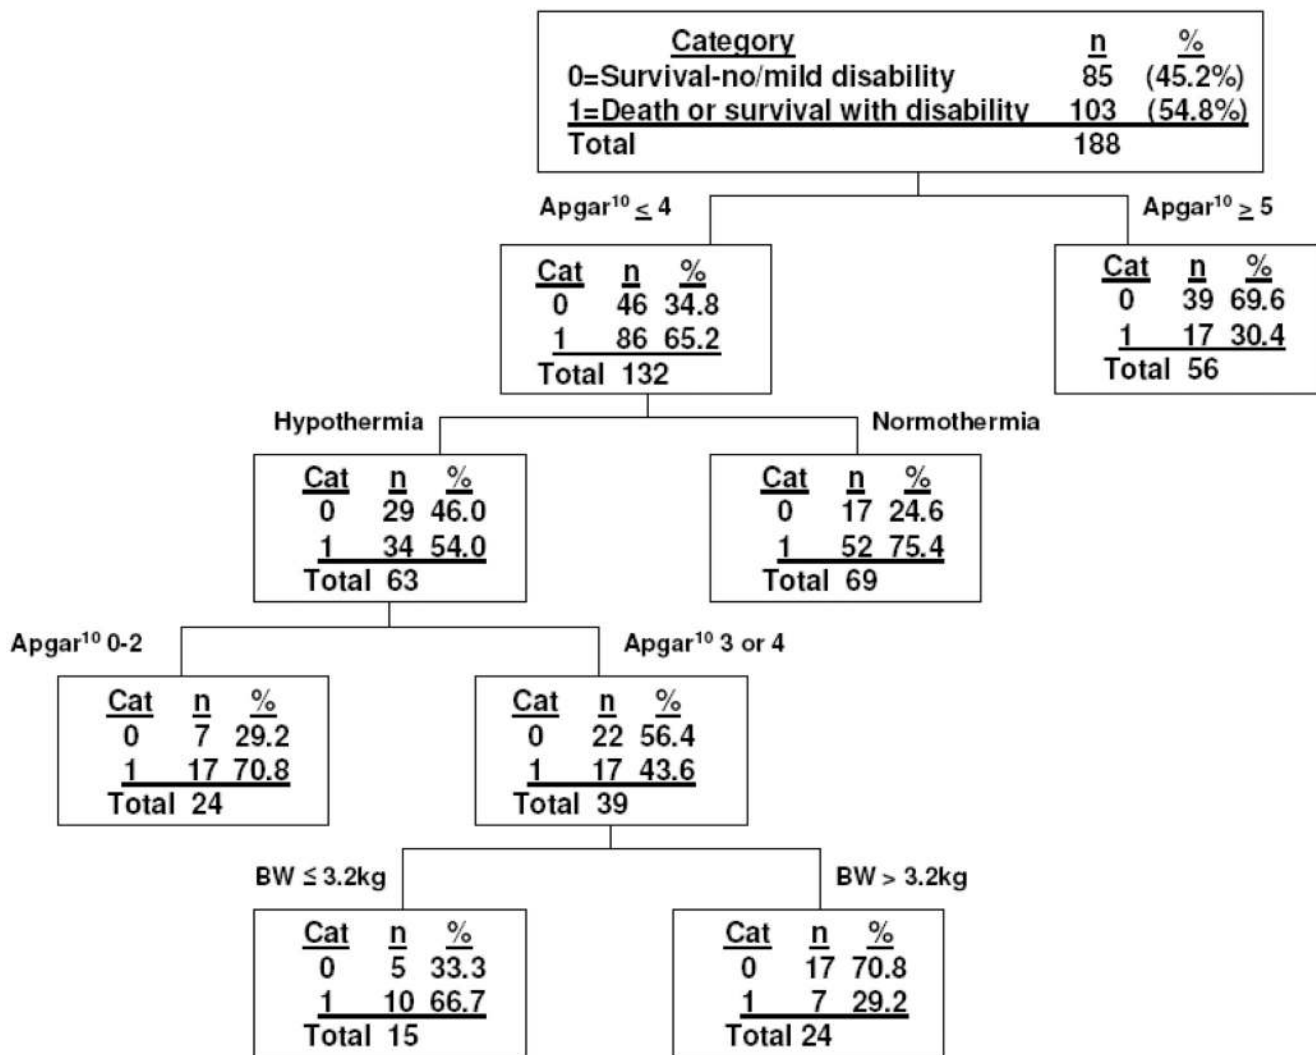 Category n %
0=Survival-no/mild disability 85 (45.2%)
1=Death or survival with disability 103 (54.8%)
Total 188
Apgar¹⁰ ≤ 4
Apgar¹⁰ ≥ 5
Cat n %
0 46 34.8
1 86 65.2
Total 132
Cat n %
0 39 69.6
1 17 30.4
Total 56
Hypothermia
Normothermia
Cat n %
0 29 46.0
1 34 54.0
Total 63
Cat n %
0 17 24.6
1 52 75.4
Total 69
Apgar¹⁰ 0-2
Apgar¹⁰ 3 or 4
Cat n %
0 7 29.2
1 17 70.8
Total 24
Cat n %
0 22 56.4
1 17 43.6
Total 39
BW ≤ 3.2kg
BW > 3.2kg
Cat n %
0 5 33.3
1 10 66.7
Total 15
Cat n %
0 17 70.8
1 7 29.2
Total 24